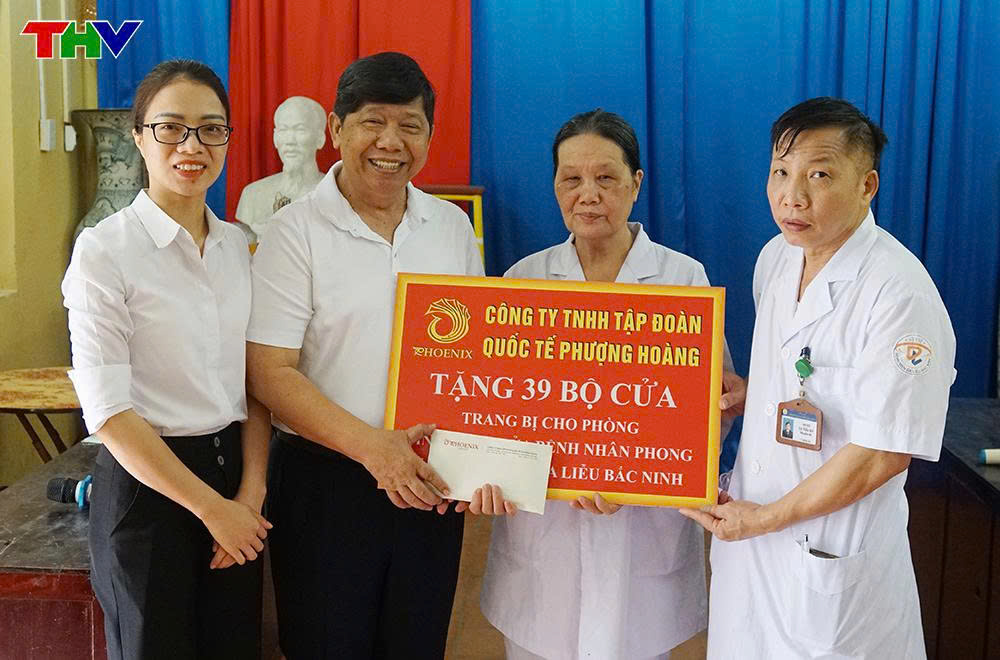 THV
CÔNG TY TNHH TẬP ĐOÀN
QUỐC TẾ PHƯỢNG HOÀNG
PHOENIX
TẶNG 39 BỘ CỬA
TRANG BỊ CHO PHÒNG
BỆNH NHÂN PHONG
LIỄU BẮC NINH
PHOENIX